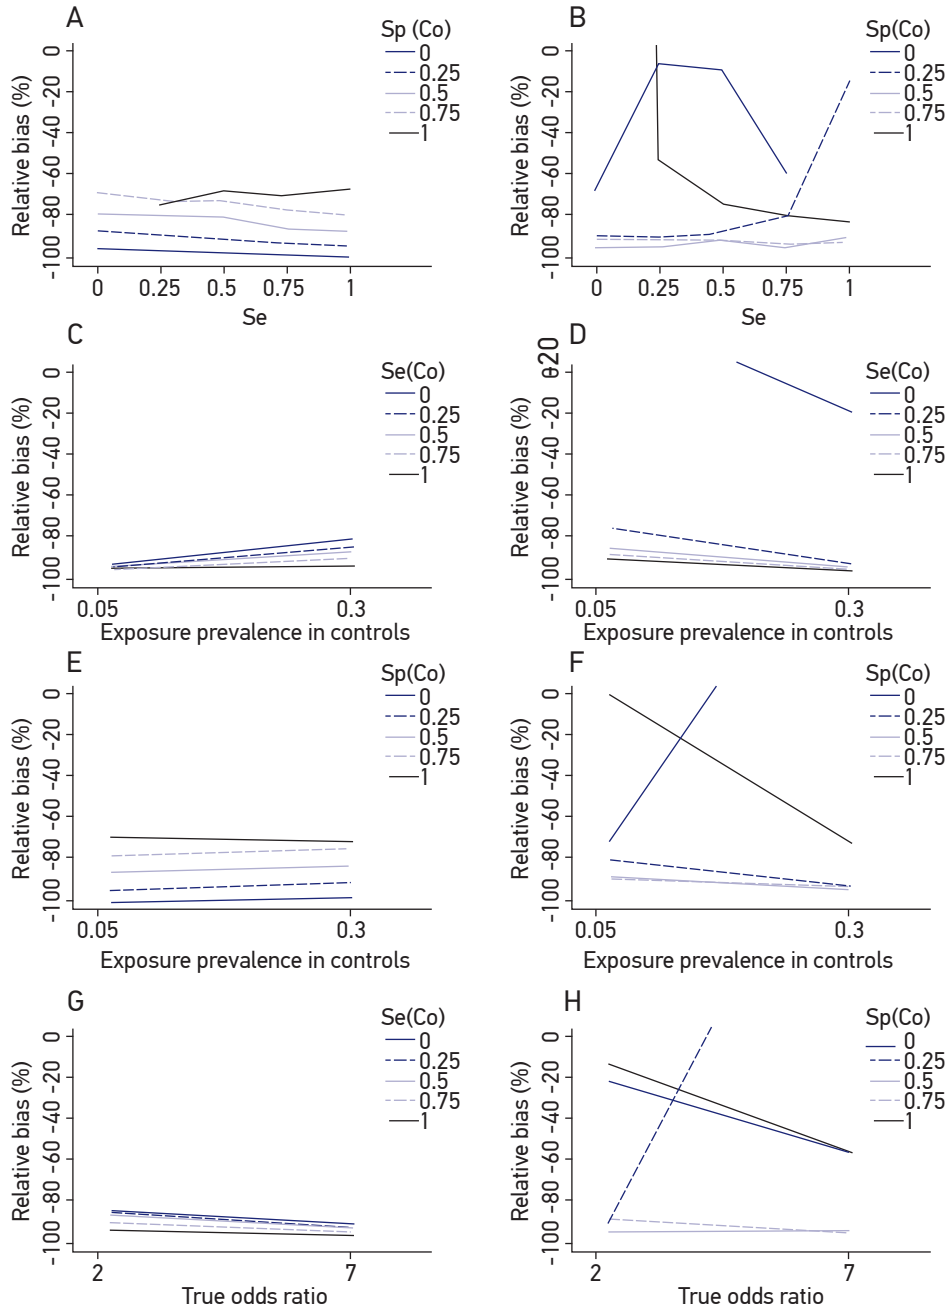 A
Sp (Co)
0
0.25
0.5
0.75
1
Relative bias (%)
0
-20
-40
-60
-80
-100
0 0.25 0.5 0.75 1
Se
B
Sp(Co)
0
0.25
0.5
0.75
1
Relative bias (%)
0
-20
-40
-60
-80
-100
0 0.25 0.5 0.75 1
Se
C
Se(Co)
0
0.25
0.5
0.75
1
Relative bias (%)
0
-20
-40
-60
-80
-100
0.05 0.3
Exposure prevalence in controls
D
Se(Co)
0
0.25
0.5
0.75
1
Relative bias (%)
20
0
-20
-40
-60
-80
-100
0.05 0.3
Exposure prevalence in controls
E
Sp(Co)
0
0.25
0.5
0.75
1
Relative bias (%)
0
-20
-40
-60
-80
-100
0.05 0.3
Exposure prevalence in controls
F
Sp(Co)
0
0.25
0.5
0.75
1
Relative bias (%)
0
-20
-40
-60
-80
-100
0.05 0.3
Exposure prevalence in controls
G
Se(Co)
0
0.25
0.5
0.75
1
Relative bias (%)
0
-20
-40
-60
-80
-100
2 7
True odds ratio
H
Sp(Co)
0
0.25
0.5
0.75
1
Relative bias (%)
0
-20
-40
-60
-80
-100
2 7
True odds ratio